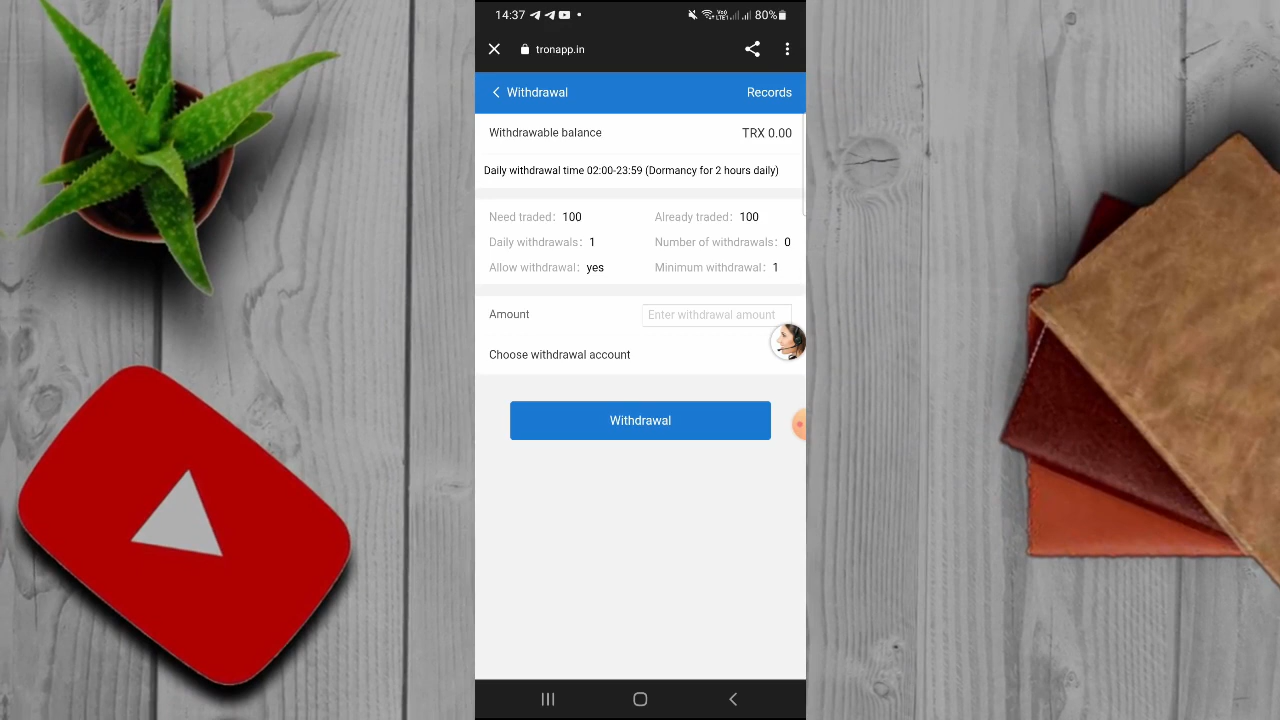 14:37 80%
tronapp.in
Withdrawal Records
Withdrawable balance TRX 0.00
Daily withdrawal time 02:00-23:59 (Dormancy for 2 hours daily)
Need traded: 100 Already traded: 100
Daily withdrawals: 1 Number of withdrawals: 0
Allow withdrawal: yes Minimum withdrawal: 1
Amount Enter withdrawal amount
Choose withdrawal account
Withdrawal